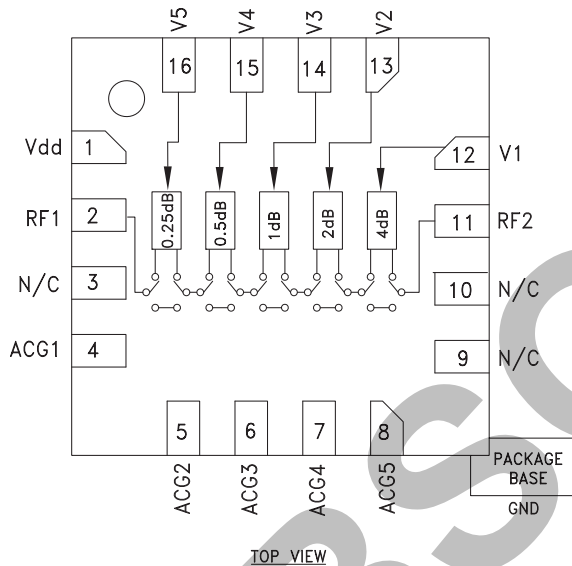 V5
V4
V3
V2
16
15
14
13
Vdd
1
12
V1
RF1
2
0.25dB
0.5dB
1dB
2dB
4dB
11
RF2
N/C
3
10
N/C
ACG1
4
9
N/C
5
6
7
8
ACG2
ACG3
ACG4
ACG5
PACKAGE
BASE
GND
TOP VIEW